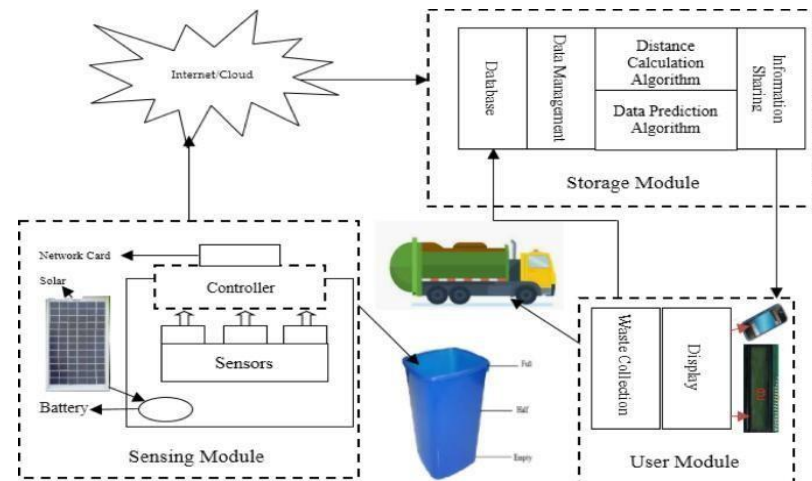 Internet/Cloud
Database
Data Management
Distance
Calculation
Algorithm
Data Prediction
Algorithm
Information
Sharing
Storage Module
Network Card
Solar
Controller
Sensors
Battery
Sensing Module
Full
Half
Empty
Waste Collection
Display
User Module